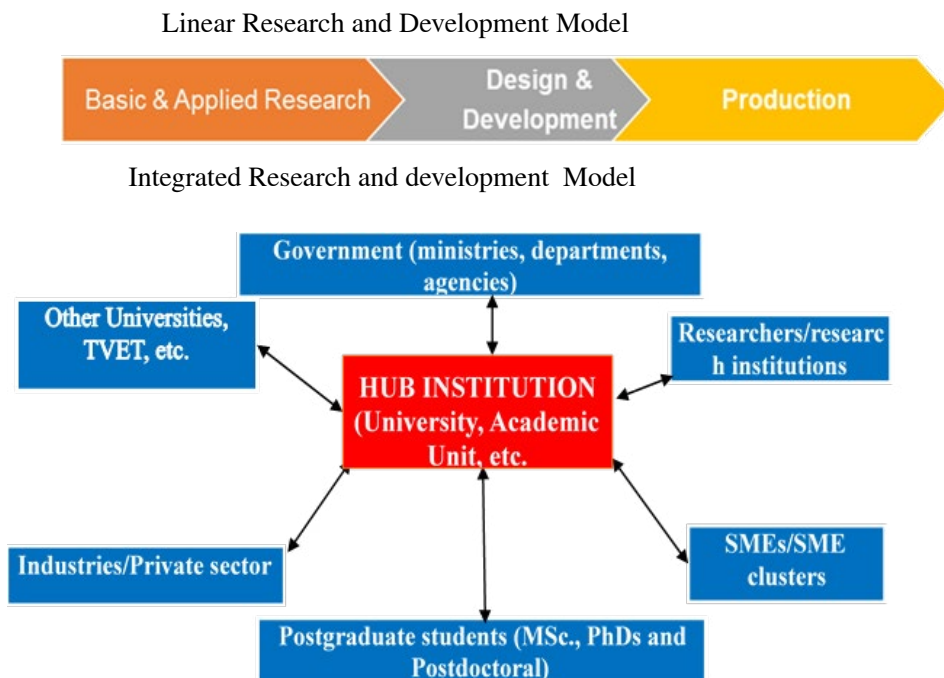 Linear Research and Development Model
Basic & Applied Research
Design &
Development
Production
Integrated Research and development Model
Government (ministries, departments,
agencies)
Other Universities,
TVET, etc.
Researchers/researc
h institutions
HUB INSTITUTION
(University, Academic
Unit, etc.
Industries/Private sector
SMEs/SME
clusters
Postgraduate students (MSc., PhDs and
Postdoctoral)